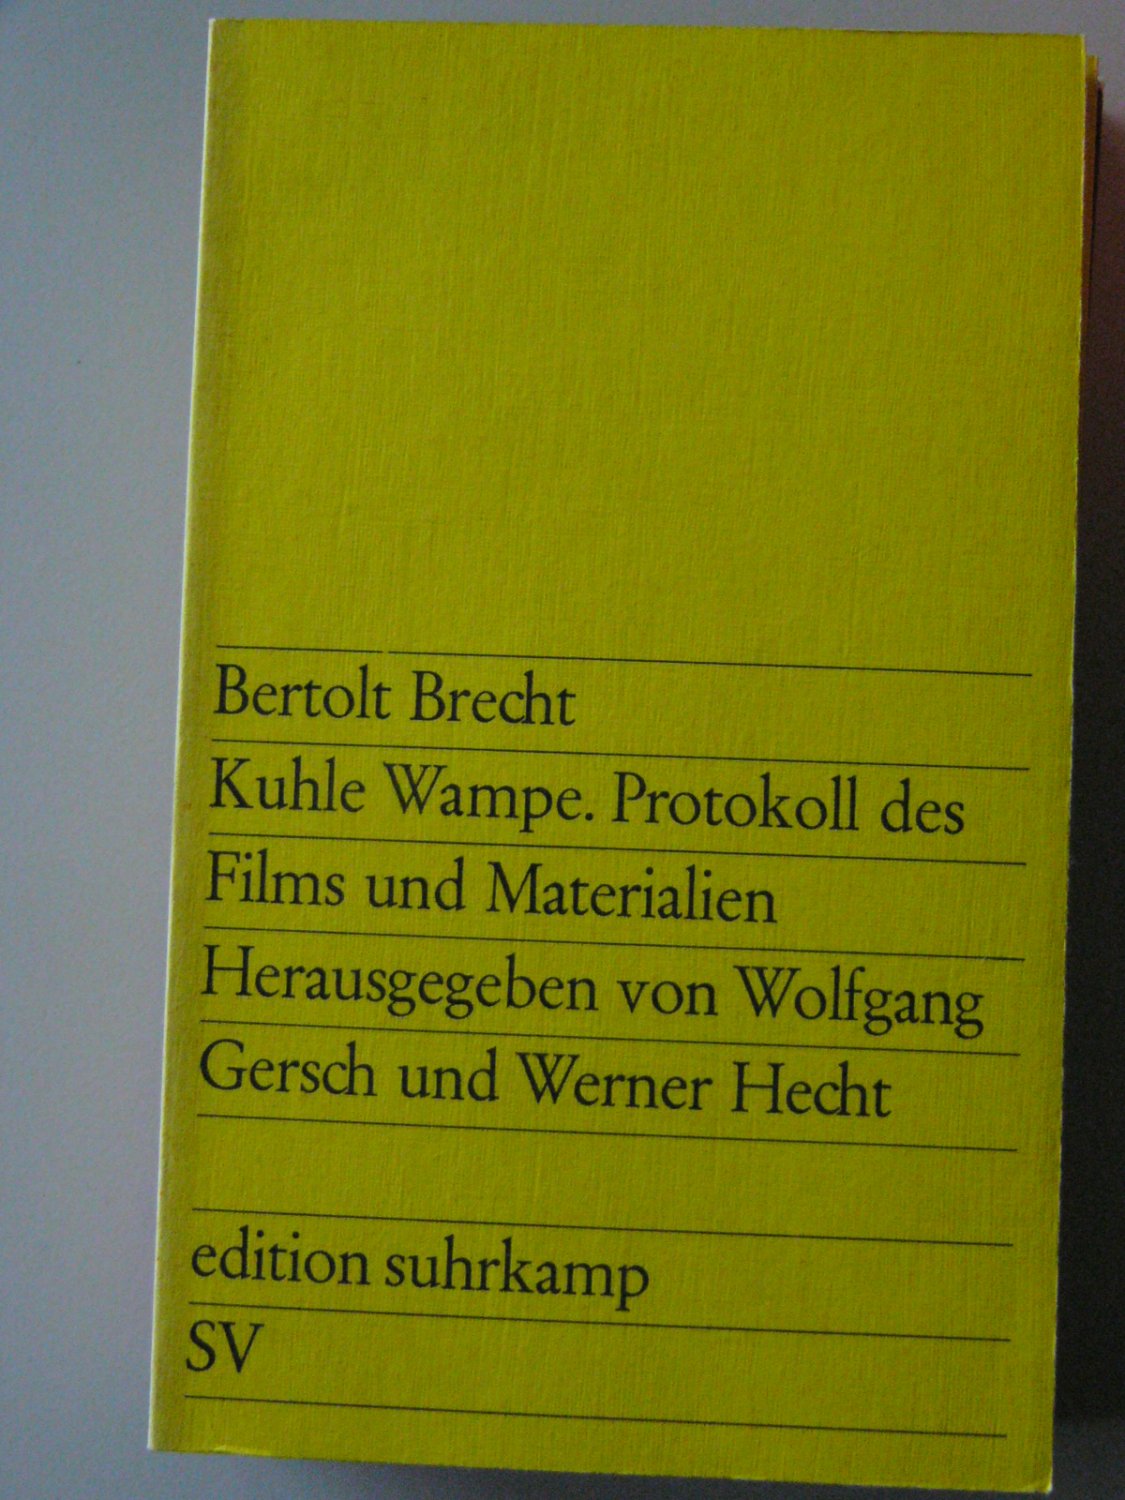 Bertolt Brecht
Kuhle Wampe. Protokoll des
Films und Materialien
Herausgegeben von Wolfgang
Gersch und Werner Hecht
edition suhrkamp
SV